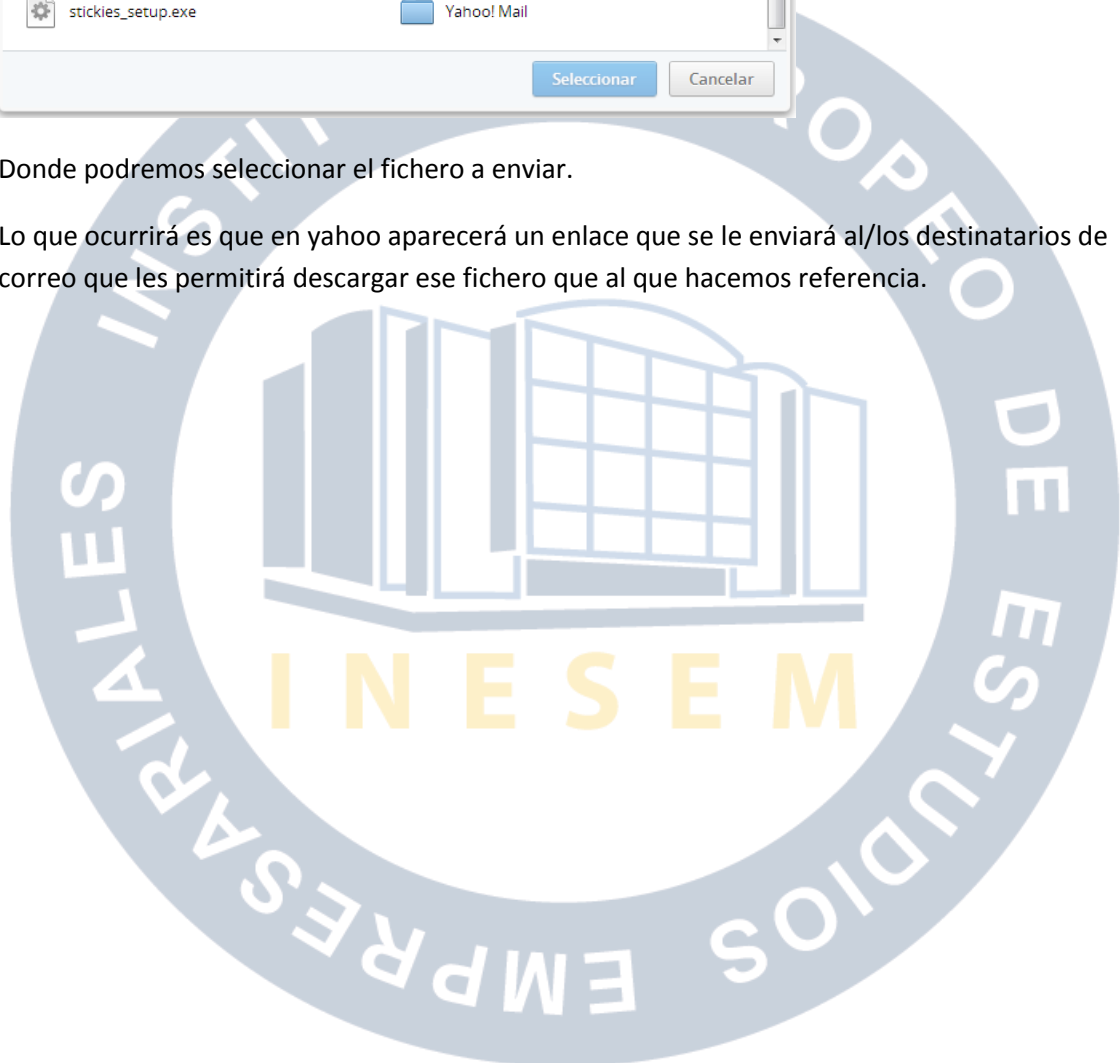 stickies_setup.exe Yahoo! Mail
Seleccionar Cancelar
Donde podremos seleccionar el fichero a enviar.
Lo que ocurrirá es que en yahoo aparecerá un enlace que se le enviará al/los destinatarios de
correo que les permitirá descargar ese fichero que al que hacemos referencia.
INESEM
DE ESTUDIOS EMPRESARIALES